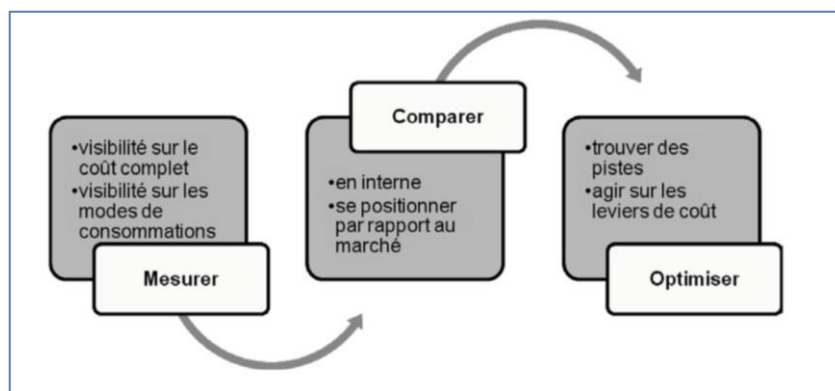 •visibilité sur le
coût complet
•visibilité sur les
modes de
consommations
Mesurer
Comparer
•en interne
•se positionner
par rapport au
marché
•trouver des
pistes
•agir sur les
leviers de coût
Optimiser